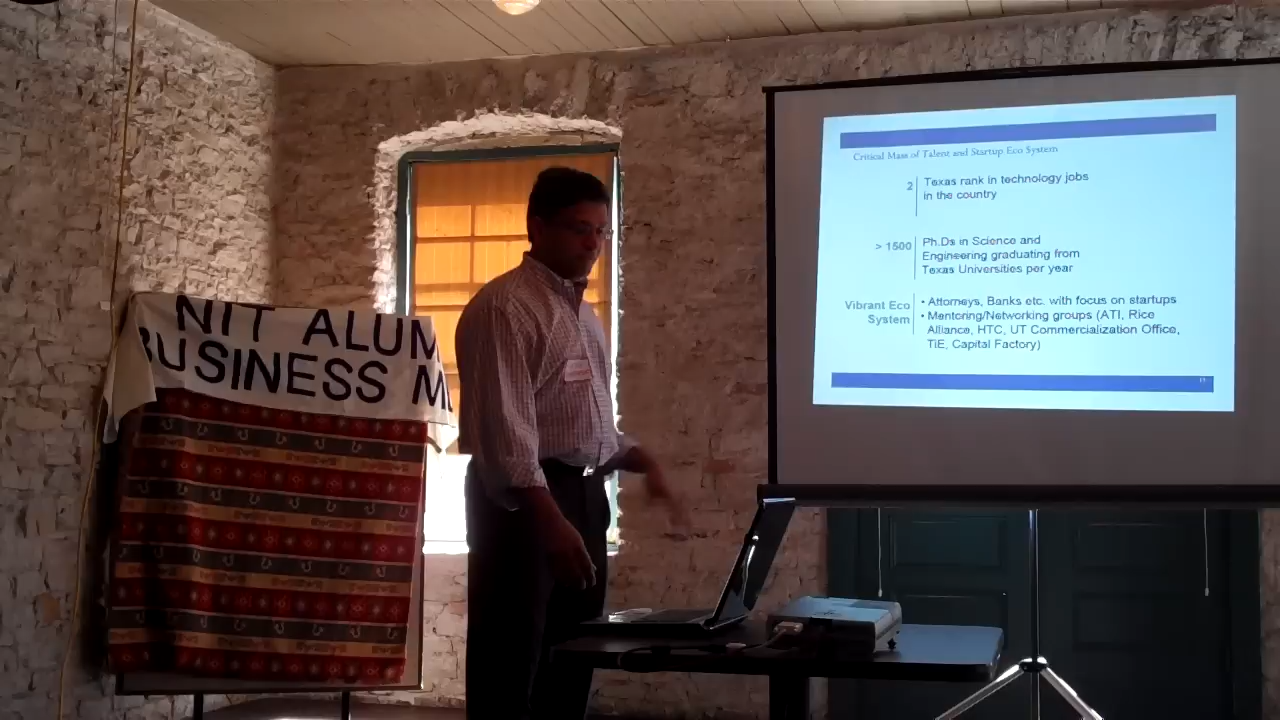 NIT ALUM
BUSINESS M
Critical Mass of Talent and Startup Eco System
2
Texas rank in technology jobs
in the country
> 1500
Ph.Ds in Science and
Engineering graduating from
Texas Universities per year
Vibrant Eco
System
• Attorneys, Banks etc. with focus on startups
• Mentoring/Networking groups (ATI, Rice
Alliance, HTC, UT Commercialization Office,
TiE, Capital Factory)